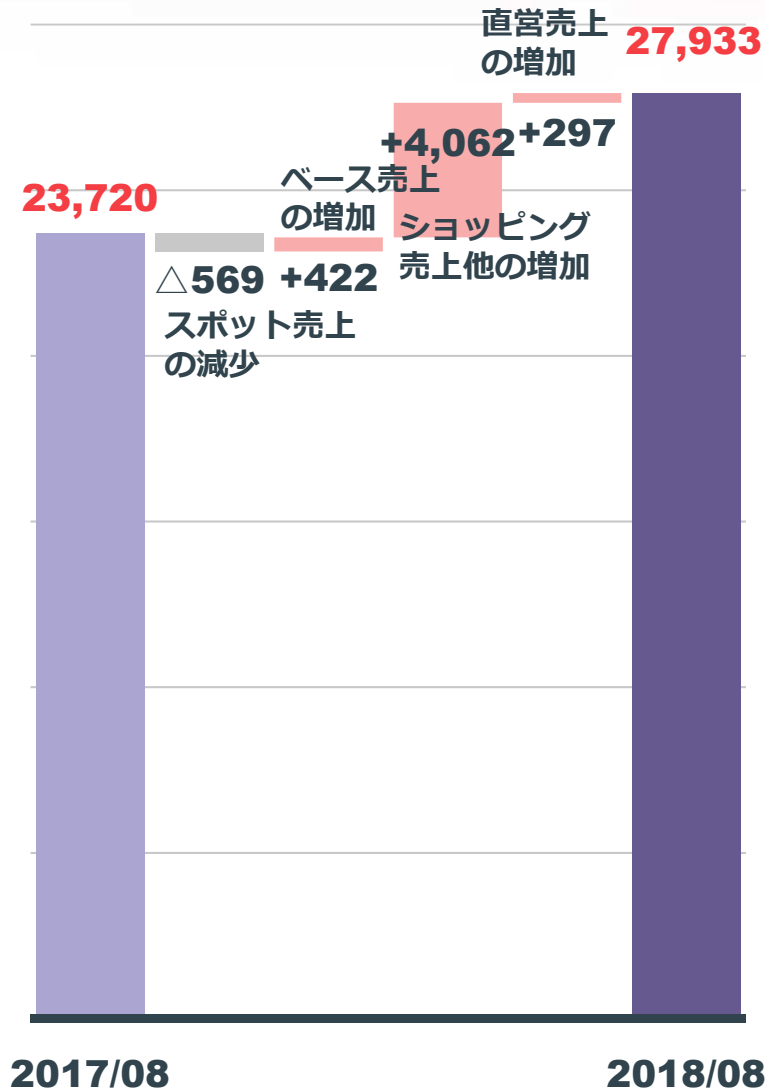 直営売上
の増加
27,933
+4,062
+297
ベース売上
の増加
23,720
ショッピング
売上他の増加
△569
+422
スポット売上
の減少
2017/08
2018/08